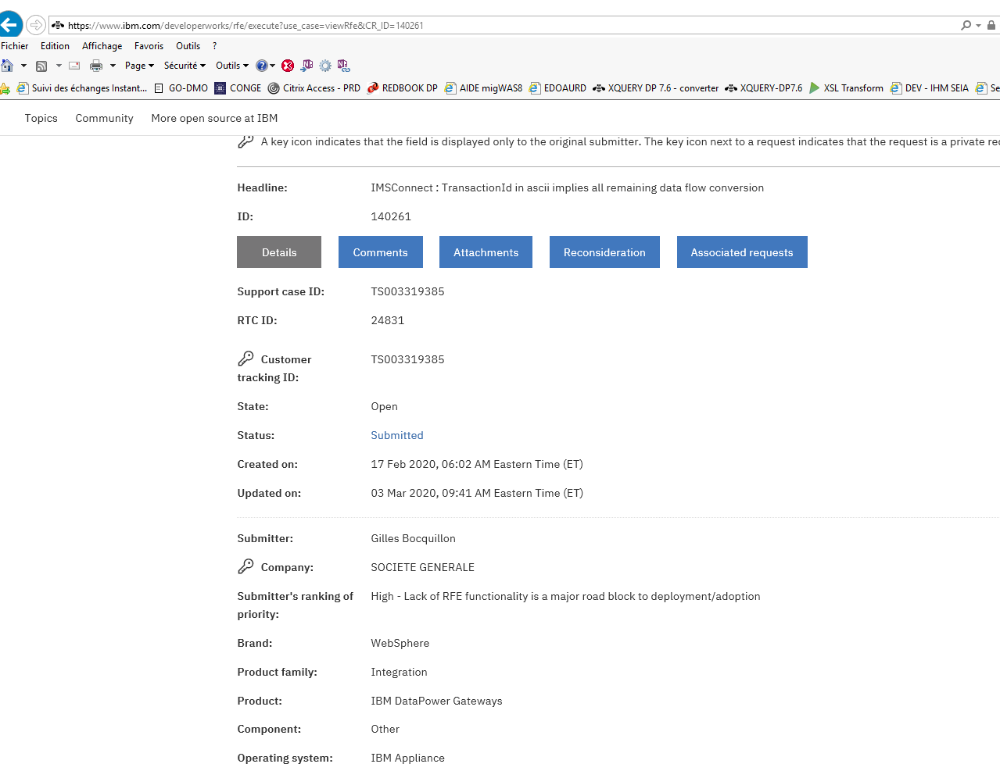 https://www.ibm.com/developerworks/rfe/execute?use_case=viewRfe&CR_ID=140261
Fichier Edition Affichage Favoris Outils ?
Page Sécurité Outils
Suivi des échanges Instant... GO-DMO CONGE Citrix Access - PRD REDBOOK DP AIDE migWAS8 EDOAURD XQUERY DP 7.6 - converter XQUERY-DP7.6 XSL Transform DEV - IHM SEIA Se
Topics Community More open source at IBM
A key icon indicates that the field is displayed only to the original submitter. The key icon next to a request indicates that the request is a private rec
Headline: IMSConnect : TransactionId in ascii implies all remaining data flow conversion
ID: 140261
Details Comments Attachments Reconsideration Associated requests
Support case ID: TS003319385
RTC ID: 24831
Customer TS003319385
tracking ID:
State: Open
Status: Submitted
Created on: 17 Feb 2020, 06:02 AM Eastern Time (ET)
Updated on: 03 Mar 2020, 09:41 AM Eastern Time (ET)
Submitter: Gilles Bocquillon
Company: SOCIETE GENERALE
Submitter's ranking of High - Lack of RFE functionality is a major road block to deployment/adoption
priority:
Brand: WebSphere
Product family: Integration
Product: IBM DataPower Gateways
Component: Other
Operating system: IBM Appliance